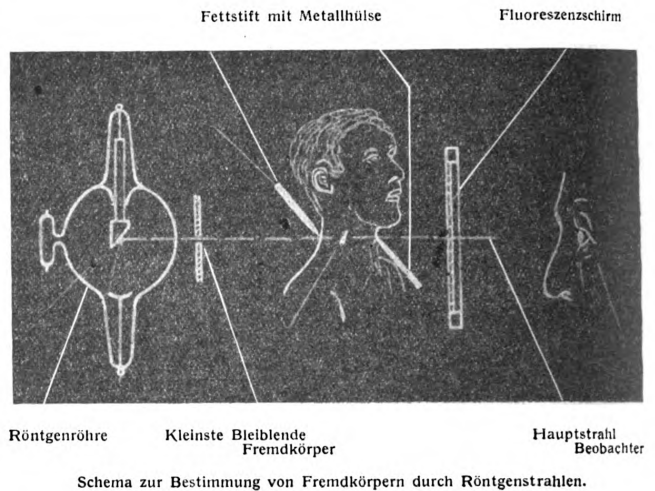 Fettstift mit Metallhülse
Fluoreszenzschirm
Röntgenröhre
Kleinste Bleiblende
Fremdkörper
Hauptstrahl
Beobachter
Schema zur Bestimmung von Fremdkörpern durch Röntgenstrahlen.